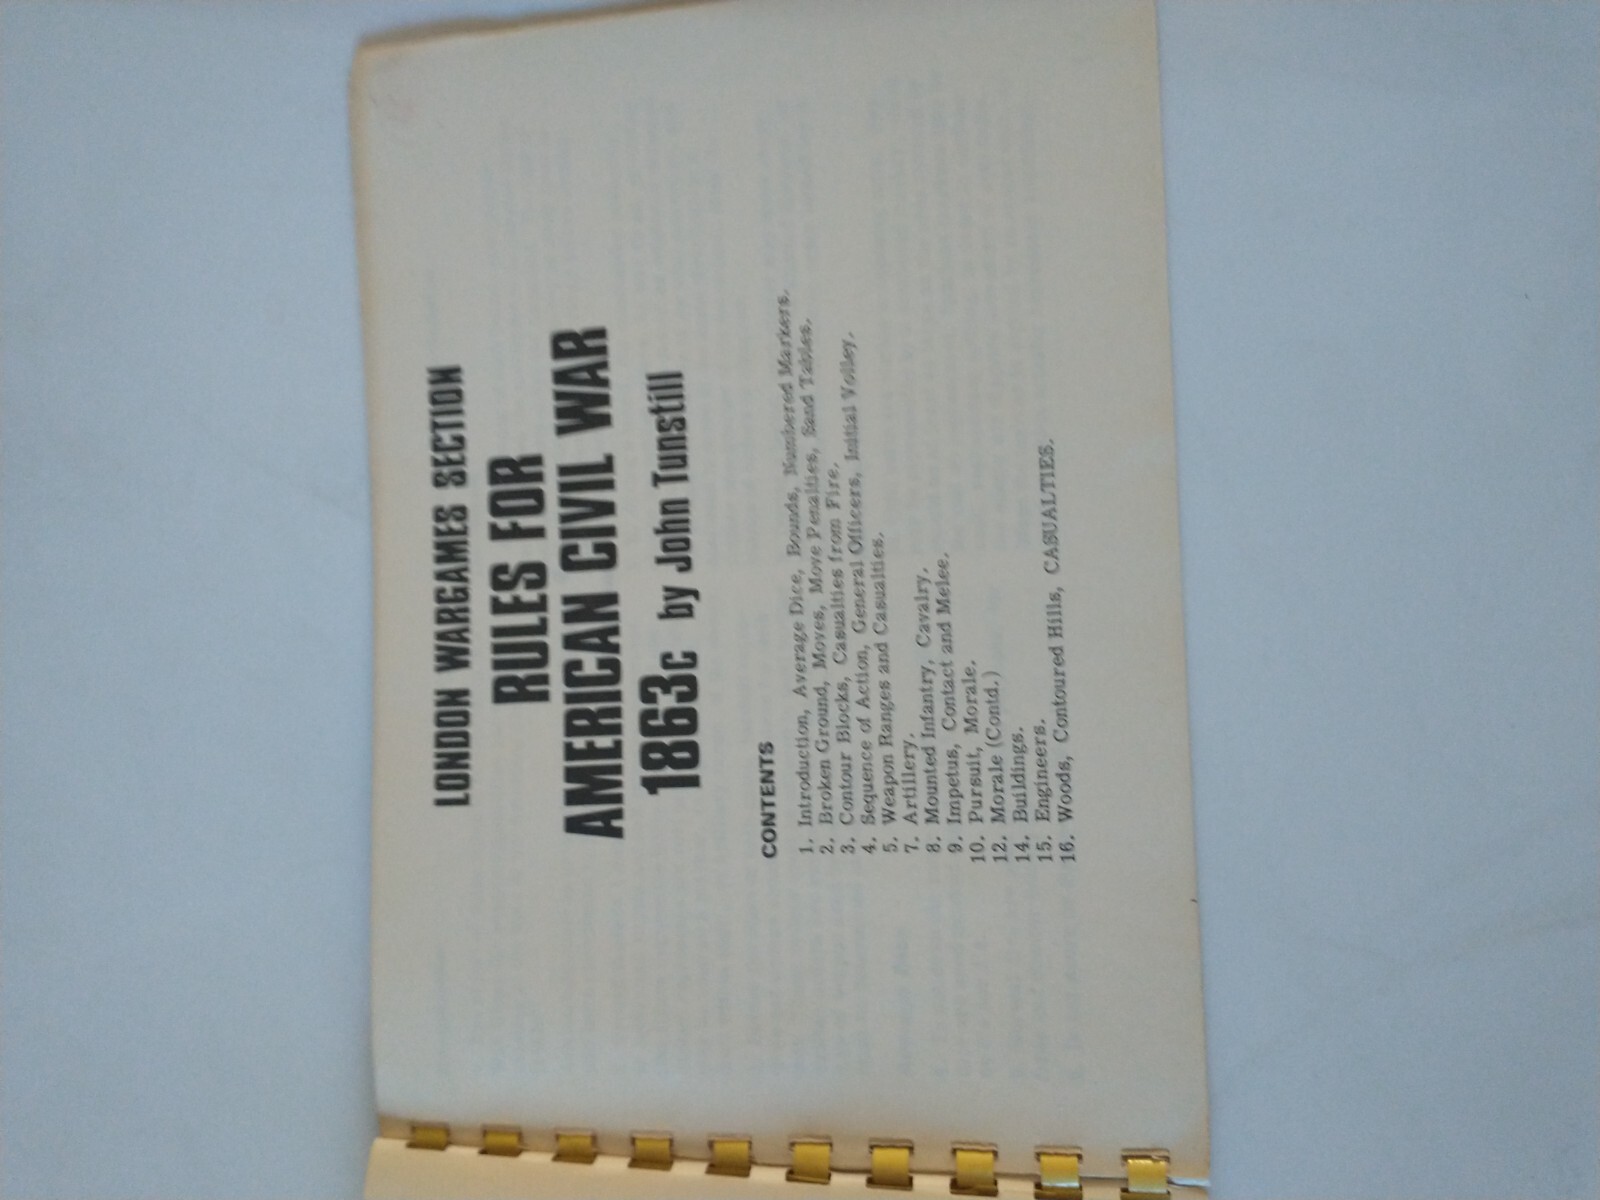 LONDON WARGAMES SECTION
RULES FOR
AMERICAN CIVIL WAR
1863c by John Tunstill
CONTENTS
1. Introduction, Average Dice, Bounds, Numbered Markers.
2. Broken Ground, Moves, Move Penalties, Sand Tables.
3. Contour Blocks, Casualties from Fire.
4. Sequence of Action, General Officers, Initial Volley.
5. Weapon Ranges and Casualties.
7. Artillery.
8. Mounted Infantry, Cavalry.
9. Impetus, Contact and Melee.
10. Pursuit, Morale.
12. Morale (Contd.)
14. Buildings.
15. Engineers.
16. Woods, Contoured Hills, CASUALTIES.